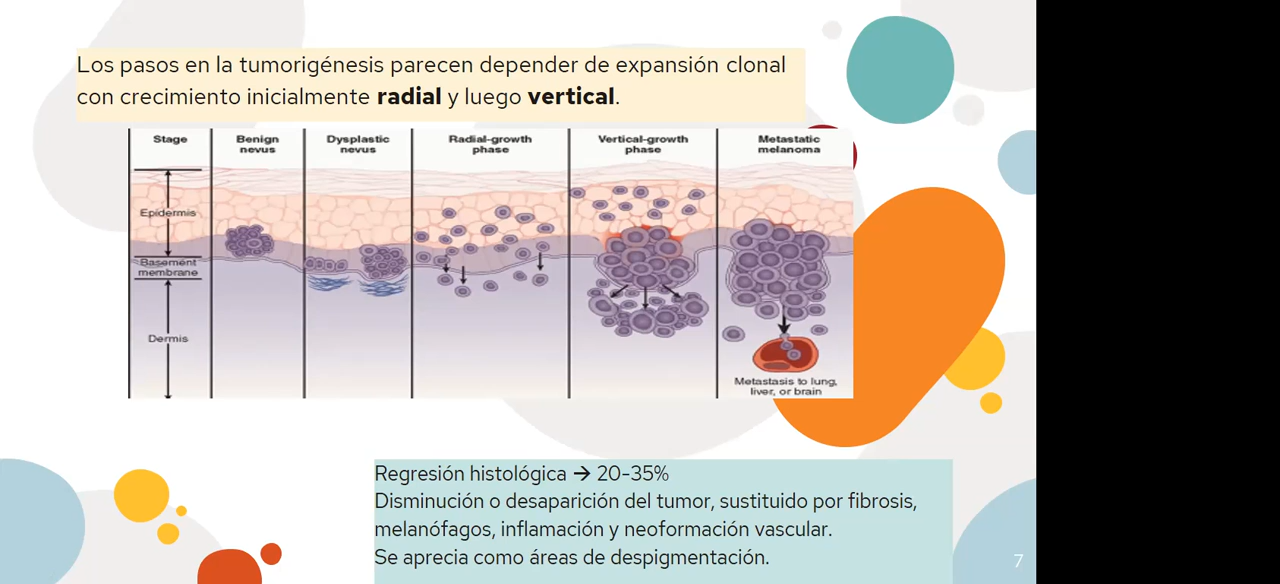 Los pasos en la tumorigénesis parecen depender de expansión clonal
con crecimiento inicialmente radial y luego vertical.
Stage
Benign
nevus
Dysplastic
nevus
Radial-growth
phase
Vertical-growth
phase
Metastatic
melanoma
Epidermis
Basement
membrane
Dermis
Metastasis to lung,
liver, or brain
Regresión histológica → 20-35%
Disminución o desaparición del tumor, sustituido por fibrosis,
melanófagos, inflamación y neoformación vascular.
Se aprecia como áreas de despigmentación.
7